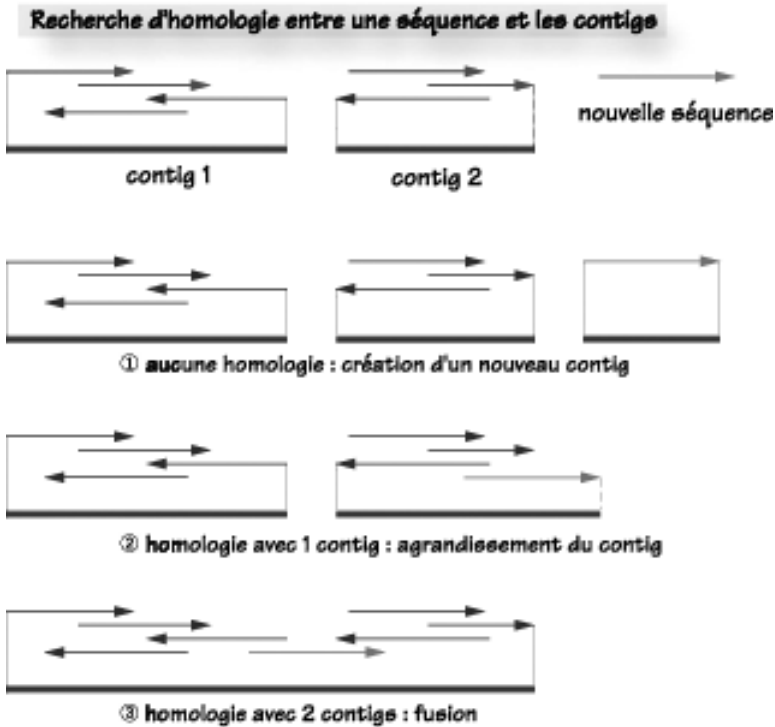 Recherche d'homologie entre une séquence et les contigs
nouvelle séquence
contig 1
contig 2
① aucune homologie : création d'un nouveau contig
② homologie avec 1 contig : agrandissement du contig
③ homologie avec 2 contigs : fusion